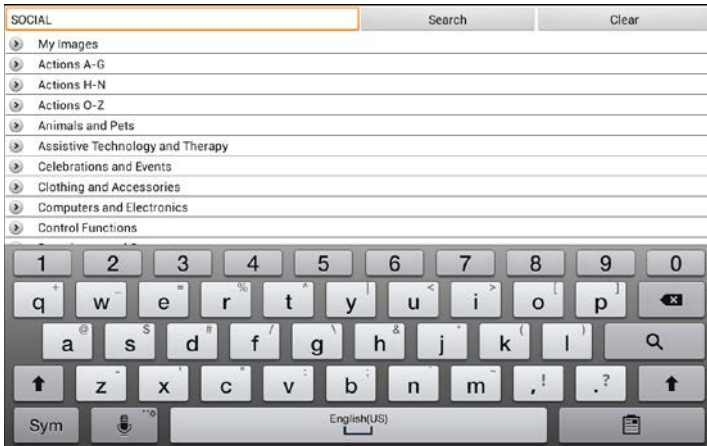 SOCIAL Search Clear
My Images
Actions A-G
Actions H-N
Actions O-Z
Animals and Pets
Assistive Technology and Therapy
Celebrations and Events
Clothing and Accessories
Computers and Electronics
Control Functions
1 2 3 4 5 6 7 8 9 0
q + w _ e = r % t ^ y | u < i > o [ p ]
a @ s $ d # f / g \ h & j * k ( l )
z x c v b n m , ! . ?
Sym English(US)